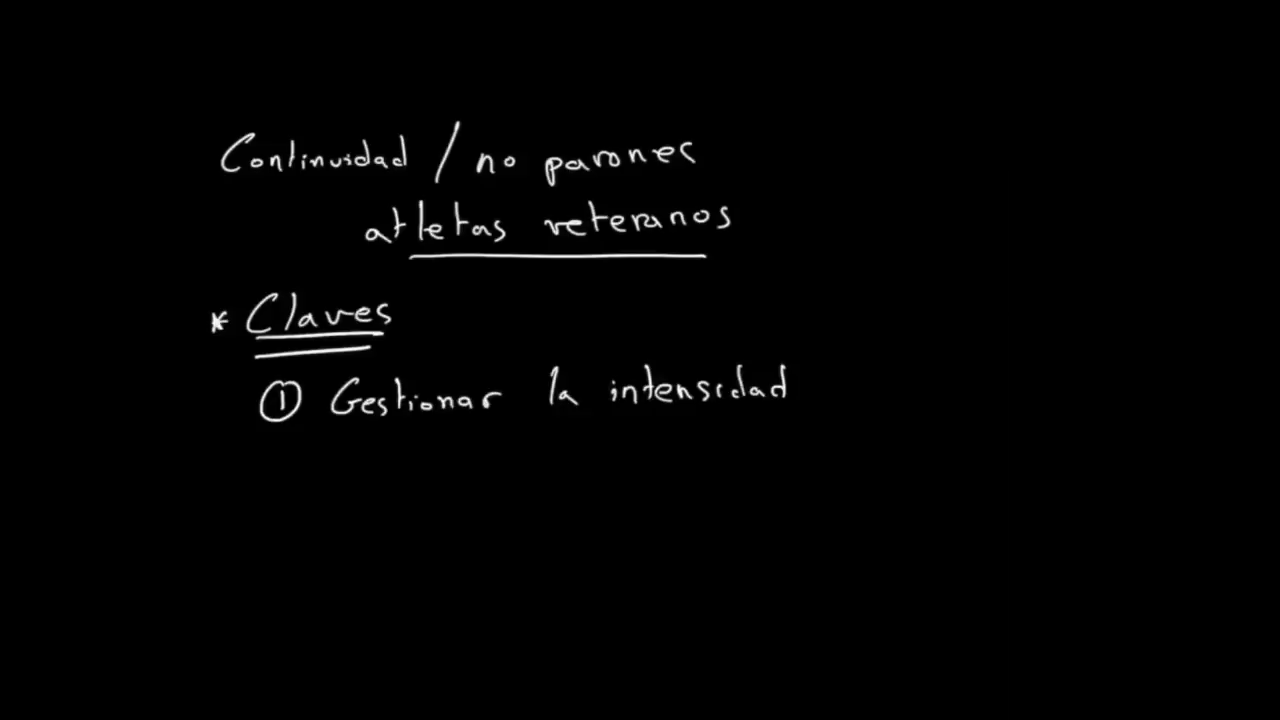 Continuidad / no parones
atletas veteranos
* Claves
① Gestionar la intensidad